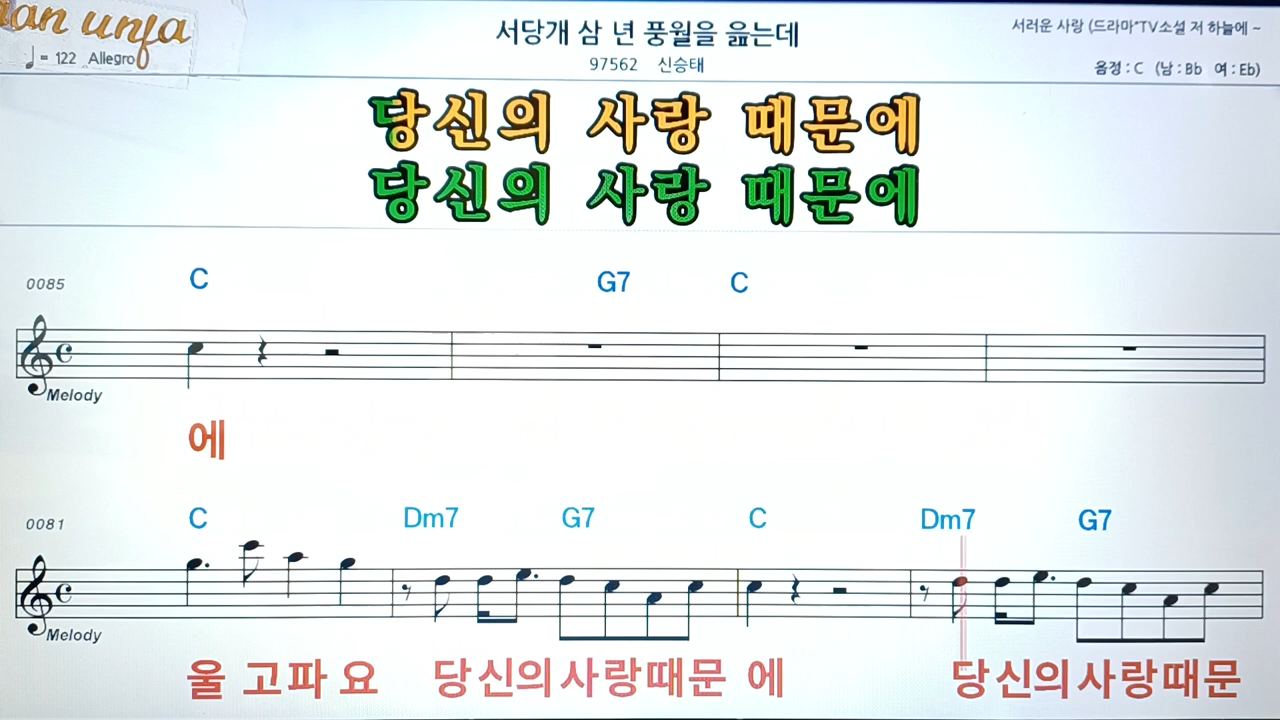 an unfa
♩ = 122 Allegro
서당개 삼 년 풍월을 읊는데
97562 신승태
서러운 사랑 (드라마"TV소설 저 하늘에 ~
음정 : C (남 : Bb 여 : Eb)
당신의 사랑 때문에
당신의 사랑 때문에
0085 C G7 C
Melody
에
0081 C Dm7 G7 C Dm7 G7
Melody
울 고파 요 당신의사랑때문 에 당신의사랑때문